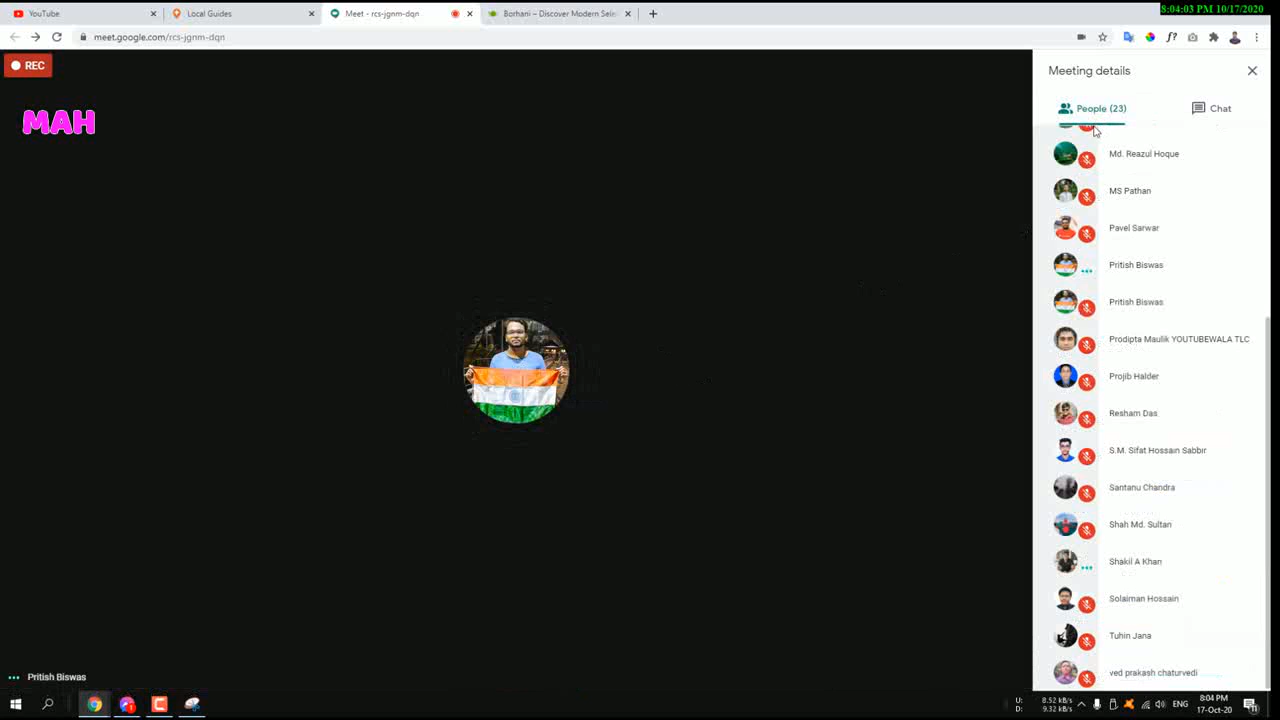 YouTube
Local Guides
Meet - rcs-jgnm-dqn
Borhani – Discover Modern Seir
8:04:03 PM 10/17/2020
meet.google.com/rcs-jgnm-dqn
f?
REC
MAH
Meeting details
People (23)
Chat
Md. Reazul Hoque
MS Pathan
Pavel Sarwar
Pritish Biswas
Pritish Biswas
Prodipta Maulik YOUTUBEWALA TLC
Projib Halder
Resham Das
S.M. Sifat Hossain Sabbir
Santanu Chandra
Shah Md. Sultan
Shakil A Khan
Solaiman Hossain
Tuhin Jana
ved prakash chaturvedi
Pritish Biswas
U: 8.52 kB/s
D: 9.32 kB/s
ENG
8:04 PM
17-Oct-20